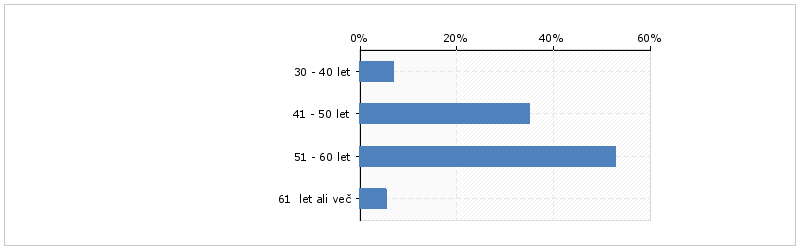 0% 20% 40% 60%
30 - 40 let
41 - 50 let
51 - 60 let
61  let ali več